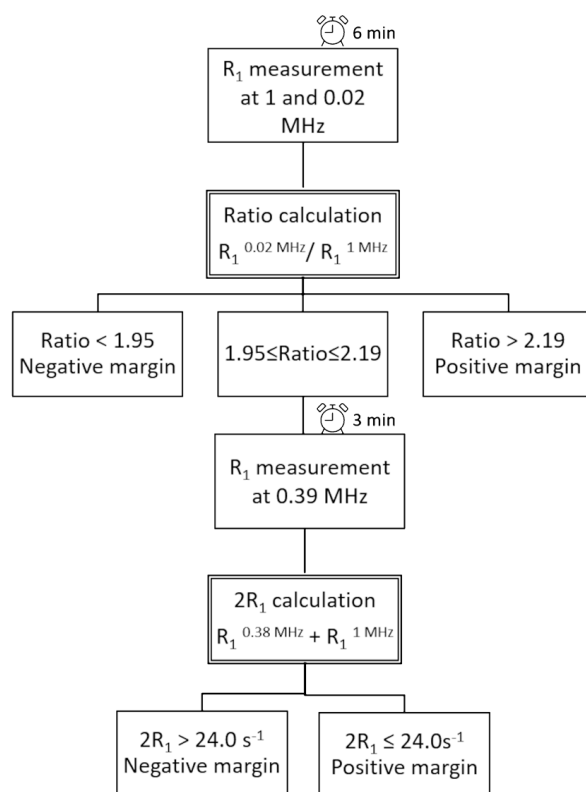 6 min
R₁ measurement
at 1 and 0.02
MHz
Ratio calculation
R₁ ⁰·⁰² ᴹᴴᶻ/ R₁ ¹ ᴹᴴᶻ
Ratio < 1.95
Negative margin
1.95≤Ratio≤2.19
Ratio > 2.19
Positive margin
3 min
R₁ measurement
at 0.39 MHz
2R₁ calculation
R₁ ⁰·³⁸ ᴹᴴᶻ + R₁ ¹ ᴹᴴᶻ
2R₁ > 24.0 s⁻¹
Negative margin
2R₁ ≤ 24.0s⁻¹
Positive margin